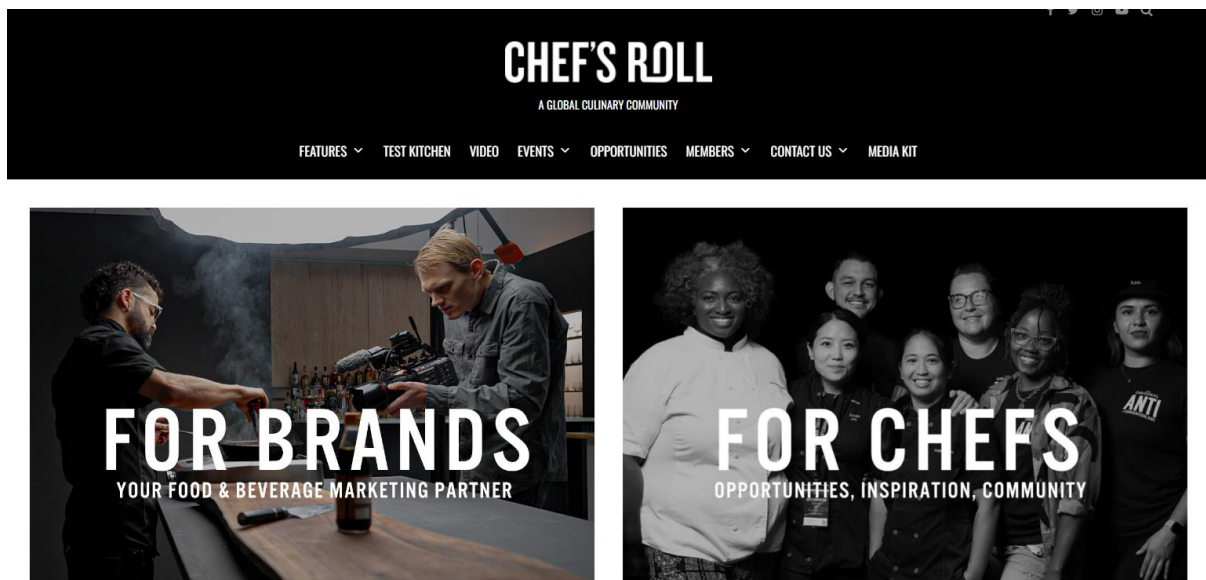 CHEF'S ROLL
A GLOBAL CULINARY COMMUNITY
FEATURES TEST KITCHEN VIDEO EVENTS OPPORTUNITIES MEMBERS CONTACT US MEDIA KIT
FOR BRANDS
YOUR FOOD & BEVERAGE MARKETING PARTNER
FOR CHEFS
OPPORTUNITIES, INSPIRATION, COMMUNITY
ANTI